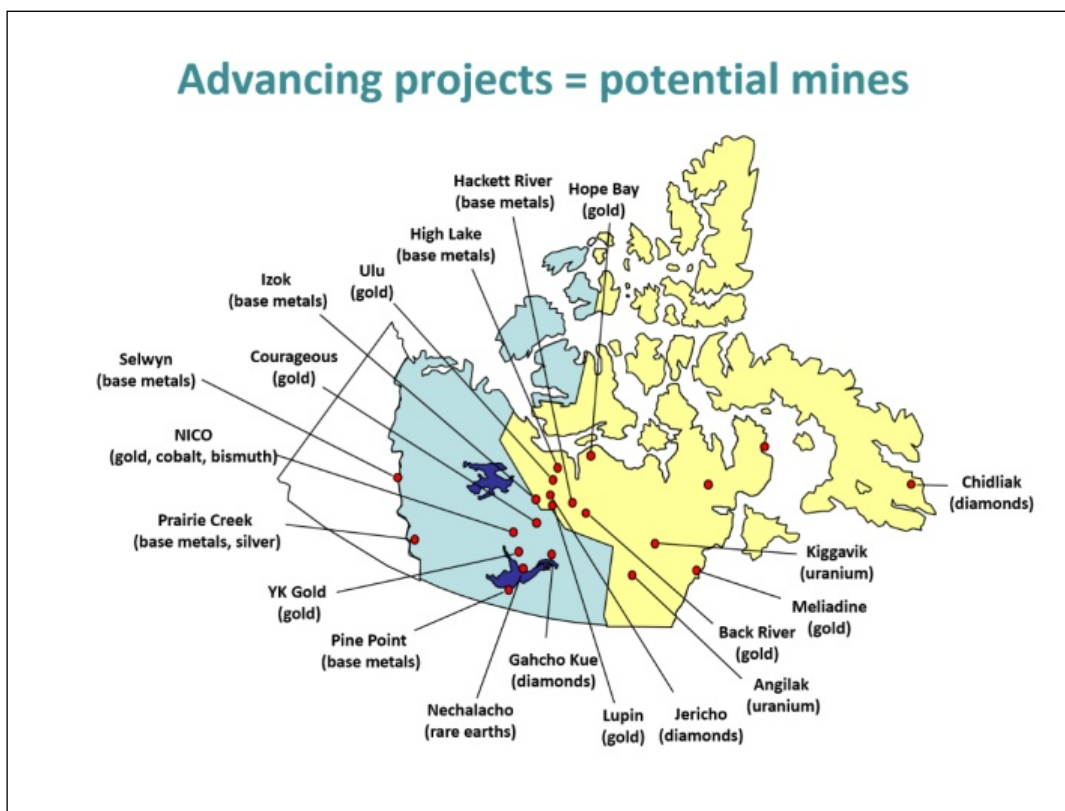 Advancing projects = potential mines
Hackett River
(base metals)
Hope Bay
(gold)
High Lake
(base metals)
Ulu
(gold)
Izok
(base metals)
Courageous
(gold)
Selwyn
(base metals)
NICO
(gold, cobalt, bismuth)
Prairie Creek
(base metals, silver)
YK Gold
(gold)
Pine Point
(base metals)
Nechalacho
(rare earths)
Gahcho Kue
(diamonds)
Lupin
(gold)
Jericho
(diamonds)
Angilak
(uranium)
Back River
(gold)
Meliadine
(gold)
Kiggavik
(uranium)
Chidliak
(diamonds)